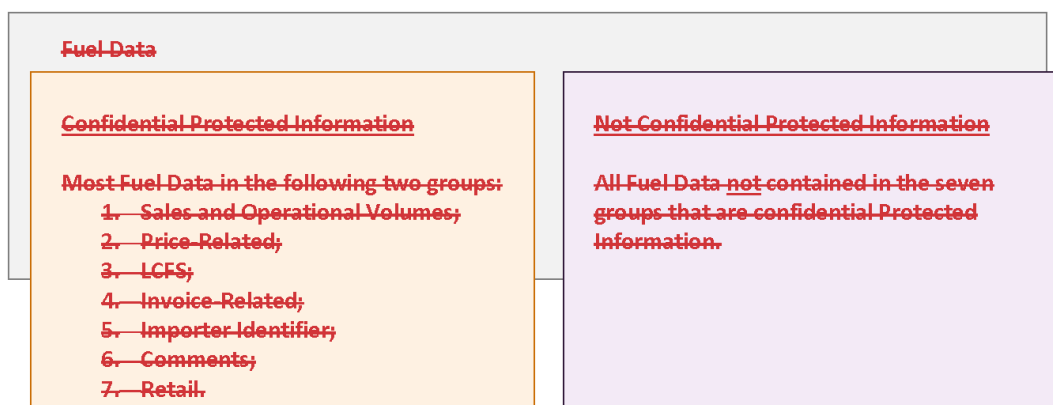 Fuel Data
Confidential Protected Information
Most Fuel Data in the following two groups:
1. Sales and Operational Volumes;
2. Price-Related;
3. LCFS;
4. Invoice-Related;
5. Importer Identifier;
6. Comments;
7. Retail.
Not Confidential Protected Information
All Fuel Data not contained in the seven
groups that are confidential Protected
Information.